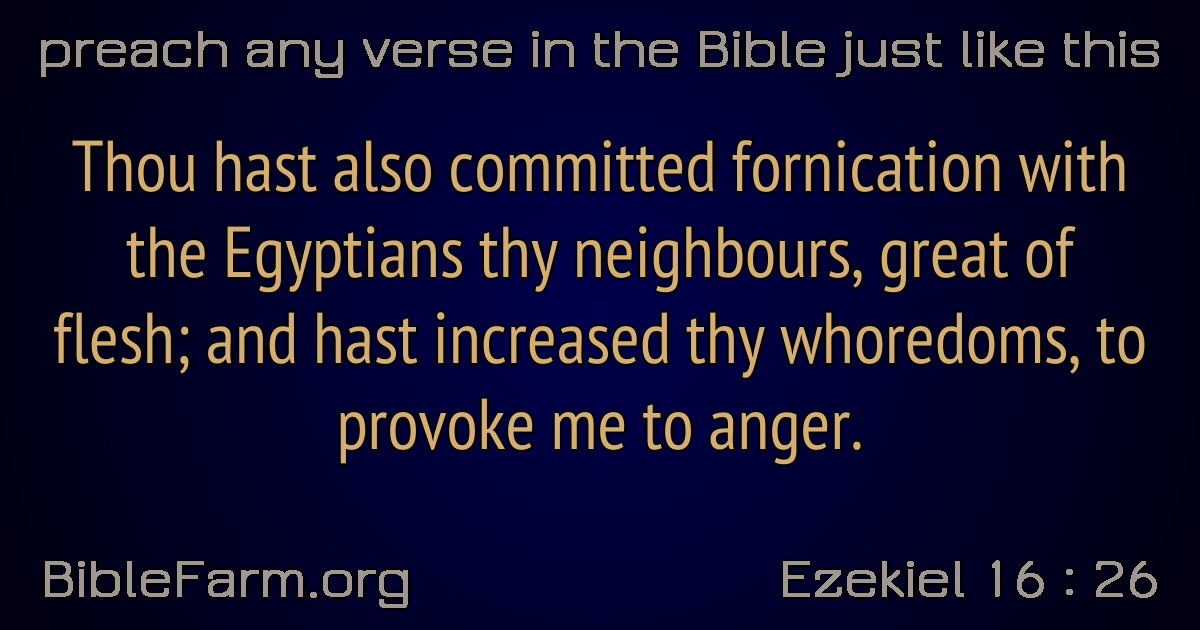 preach any verse in the Bible just like this
Thou hast also committed fornication with
the Egyptians thy neighbours, great of
flesh; and hast increased thy whoredoms, to
provoke me to anger.
BibleFarm.org
Ezekiel 16 : 26